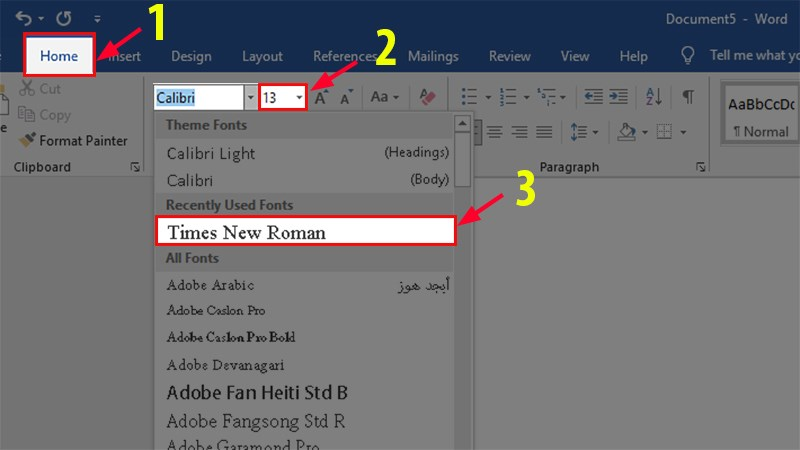 1
Document5 - Word
Home Insert Design Layout References Mailings Review View Help Tell me what yo
2
Cut
Copy
Format Painter
Clipboard
Calibri 13 A A Aa A
AaBbCcDc
¶ Normal
Paragraph
Theme Fonts
Calibri Light (Headings)
Calibri (Body)
Recently Used Fonts
3
Times New Roman
All Fonts
Adobe Arabic أيجد هوز
Adobe Caslon Pro
Adobe Caslon Pro Bold
Adobe Devanagari
Adobe Fan Heiti Std B
Adobe Fangsong Std R
Adobe Garamond Pro